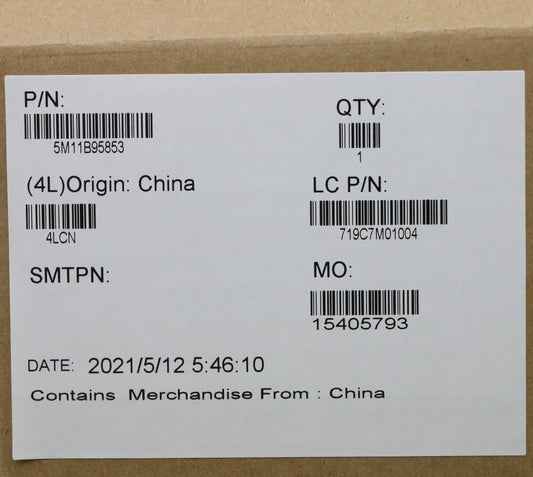 P/N:
5M11B95853
QTY:
1
(4L)Origin: China
4LCN
LC P/N:
719C7M01004
SMTPN:
MO:
15405793
DATE: 2021/5/12 5:46:10
Contains Merchandise From : China